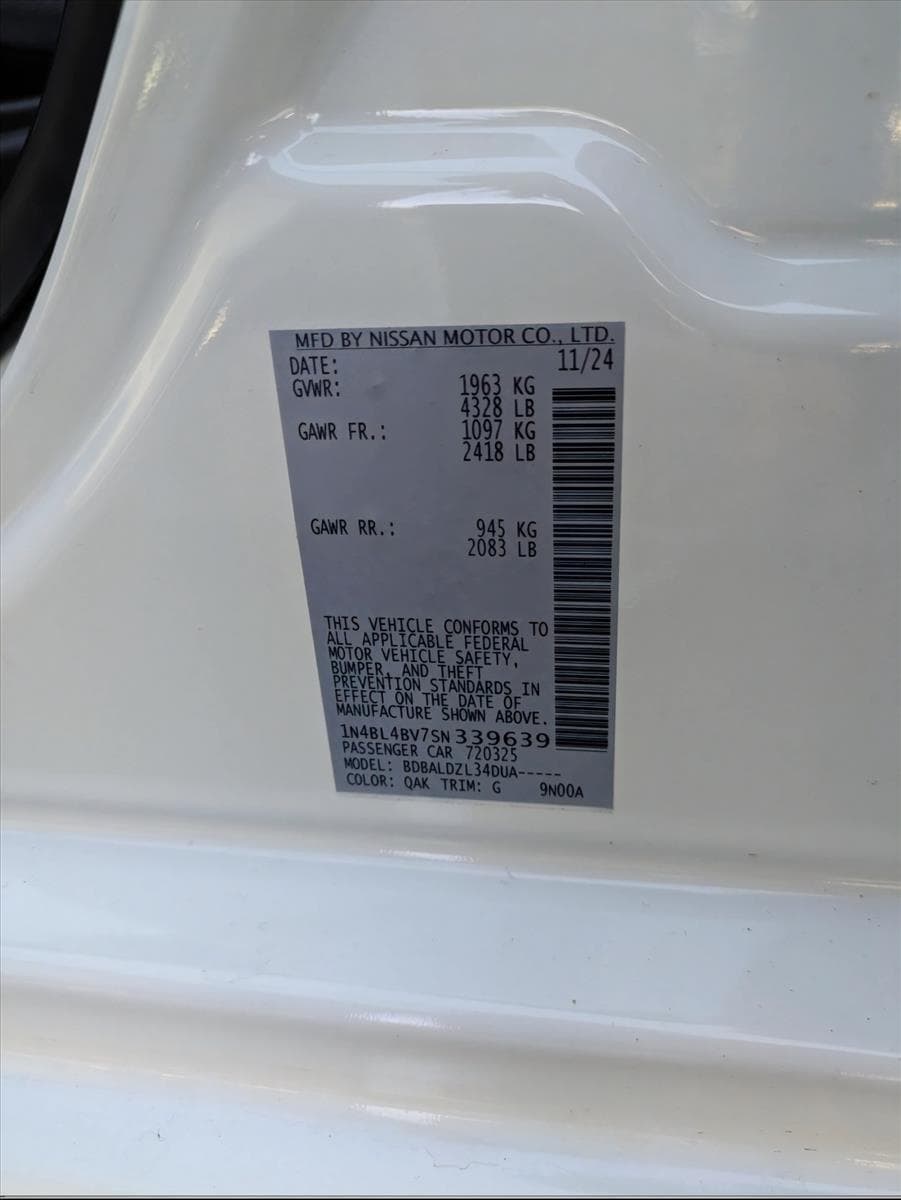 MFD BY NISSAN MOTOR CO., LTD.
DATE: 11/24
GVWR: 1963 KG
4328 LB
GAWR FR.: 1097 KG
2418 LB
GAWR RR.: 945 KG
2083 LB
THIS VEHICLE CONFORMS TO
ALL APPLICABLE FEDERAL
MOTOR VEHICLE SAFETY,
BUMPER, AND THEFT
PREVENTION STANDARDS IN
EFFECT ON THE DATE OF
MANUFACTURE SHOWN ABOVE.
1N4BL4BV7SN339639
PASSENGER CAR 720325
MODEL: BDBALDZL34DUA-----
COLOR: QAK TRIM: G 9N00A